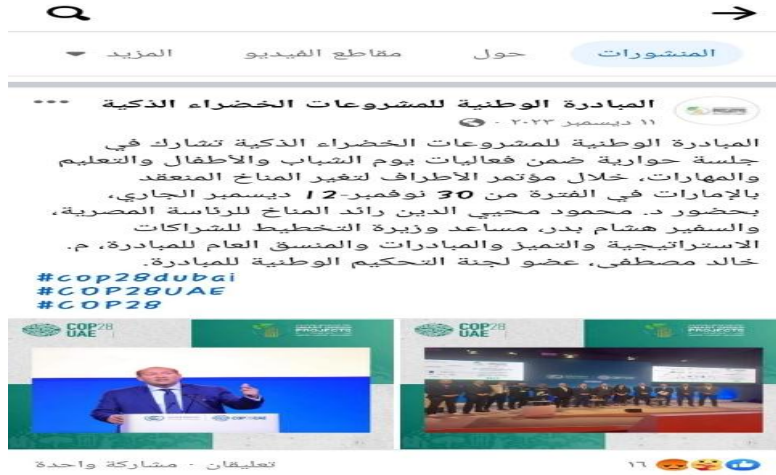 المنشورات
حول
مقاطع الفيديو
المزيد
المبادرة الوطنية للمشروعات الخضراء الذكية
١١ ديسمبر ٢٠٢٣ ·
المبادرة الوطنية للمشروعات الخضراء الذكية تشارك في
جلسة حوارية ضمن فعاليات يوم الشباب والأطفال والتعليم
والمهارات، خلال مؤتمر الأطراف لتغير المناخ المنعقد
بالإمارات في الفترة من 30 نوفمبر-12 ديسمبر الجاري،
بحضور د. محمود محيي الدين رائد المناخ للرئاسة المصرية،
والسفير هشام بدر، مساعد وزيرة التخطيط للشراكات
الاستراتيجية والتميز والمبادرات والمنسق العام للمبادرة، م.
خالد مصطفى، عضو لجنة التحكيم الوطنية للمبادرة.
#cop28dubai
#COP28UAE
#COP28
COP28
UAE
PROJECTS
COP28
UAE
PROJECTS
١٦
تعليقان · مشاركة واحدة